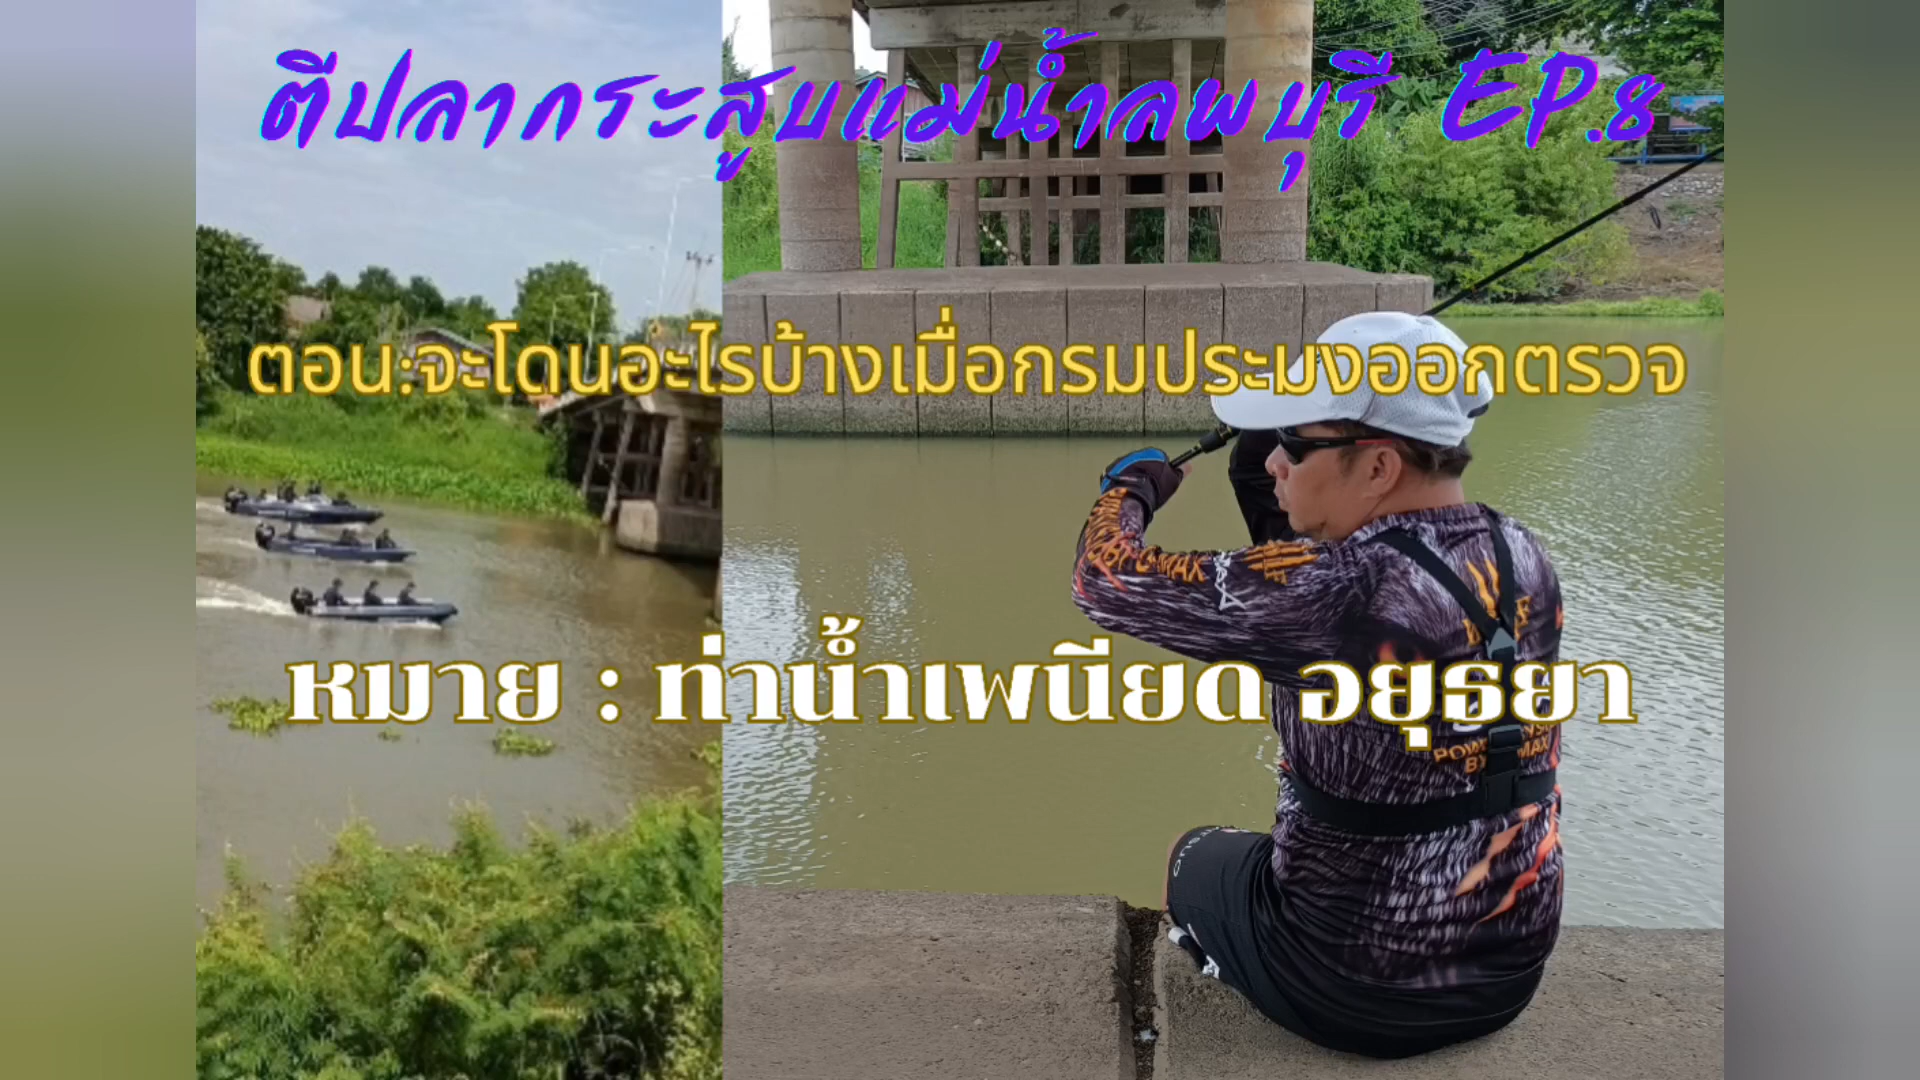 ตีปลากระสูบแม่น้ำลพบุรี EP.8
ตอน:จะโดนอะไรบ้างเมื่อกรมประมงออกตรวจ
หมาย : ท่าน้ำเพนียด อยุธยา